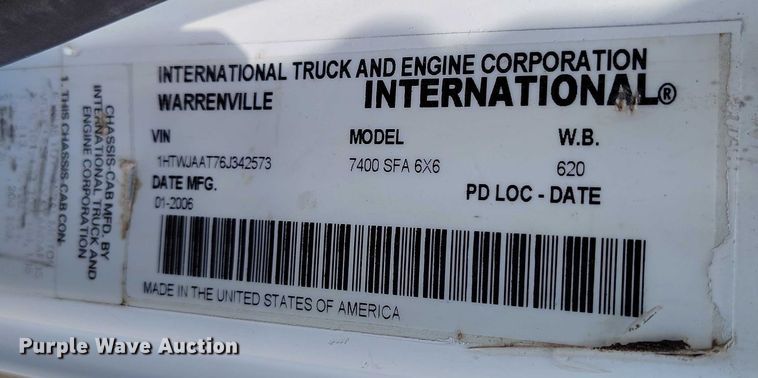 INTERNATIONAL TRUCK AND ENGINE CORPORATION
WARRENVILLE INTERNATIONAL®
VIN MODEL W.B.
1HTWJAAT76J342573 7400 SFA 6X6 620
DATE MFG. PD LOC - DATE
01-2006
MADE IN THE UNITED STATES OF AMERICA
CHASSIS-CAB MFD. BY
INTERNATIONAL TRUCK AND
ENGINE CORPORATION
1. THIS CHASSIS-CAB CON-
Purple Wave Auction